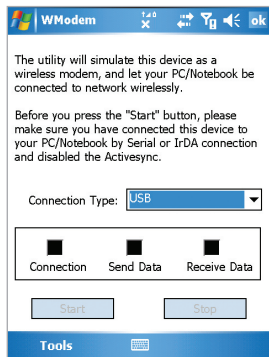 WModem
ok
The utility will simulate this device as a
wireless modem, and let your PC/Notebook be
connected to network wirelessly.
Before you press the "Start" button, please
make sure you have connected this device to
your PC/Notebook by Serial or IrDA connection
and disabled the Activesync.
Connection Type: USB
Connection Send Data Receive Data
Start Stop
Tools